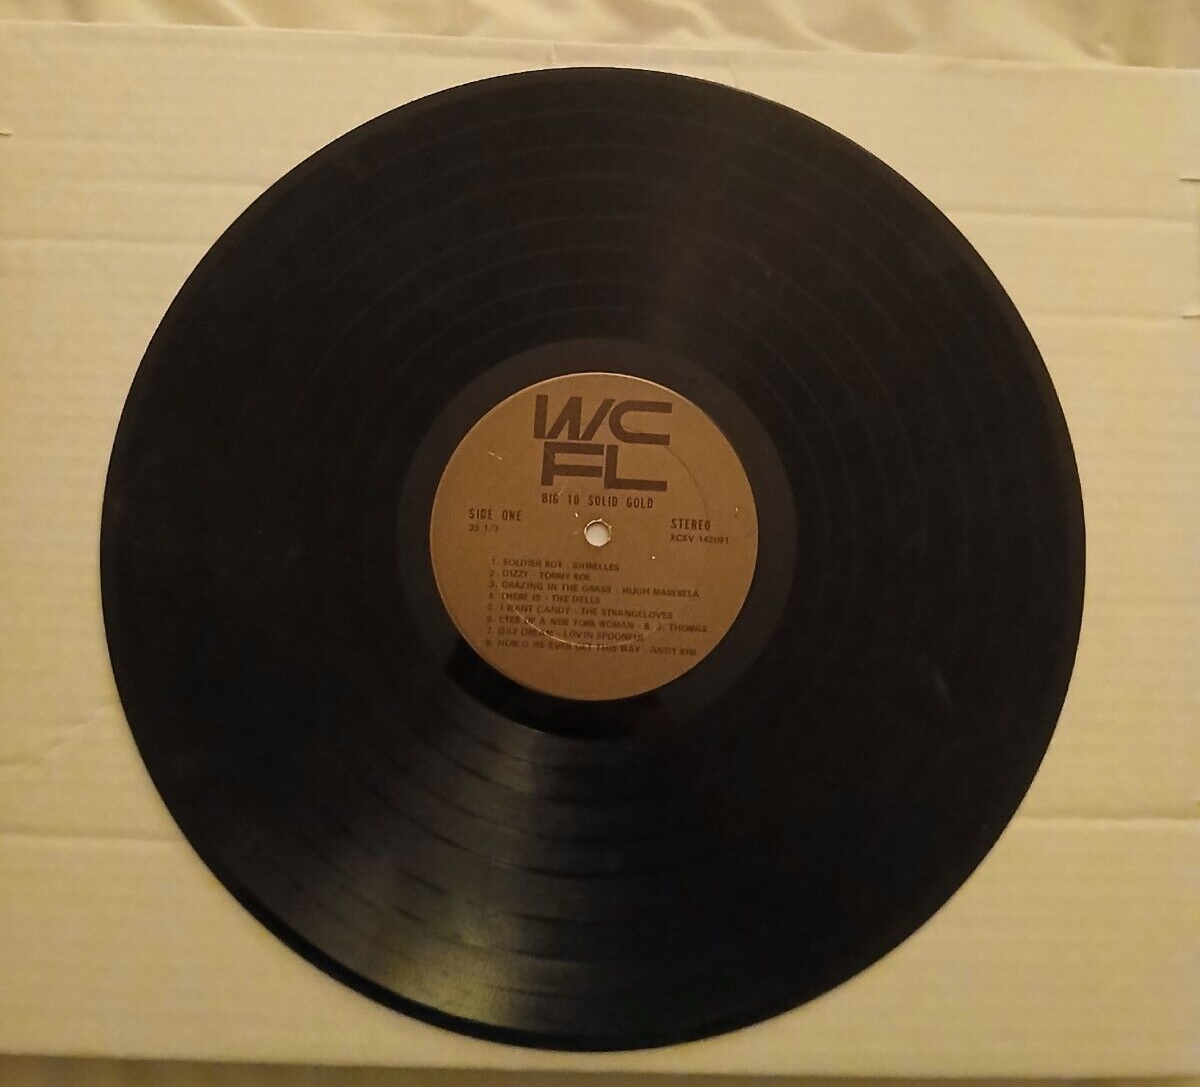 WC
FL
BIG 10 SOLID GOLD
SIDE ONE
33 1/3
STEREO
XCSV-142091
1. SOLDIER BOY - SHIRELLES
2. DIZZY - TOMMY ROE
3. GRAZING IN THE GRASS - HUGH MASEKELA
4. THERE IS - THE DELLS
5. I WANT CANDY - THE STRANGELOVES
6. EYES OF A NEW YORK WOMAN - B. J. THOMAS
7. DAY DREAM - LOVIN SPOONFUL
8. HOW'D WE EVER GET THIS WAY - ANDY KIM